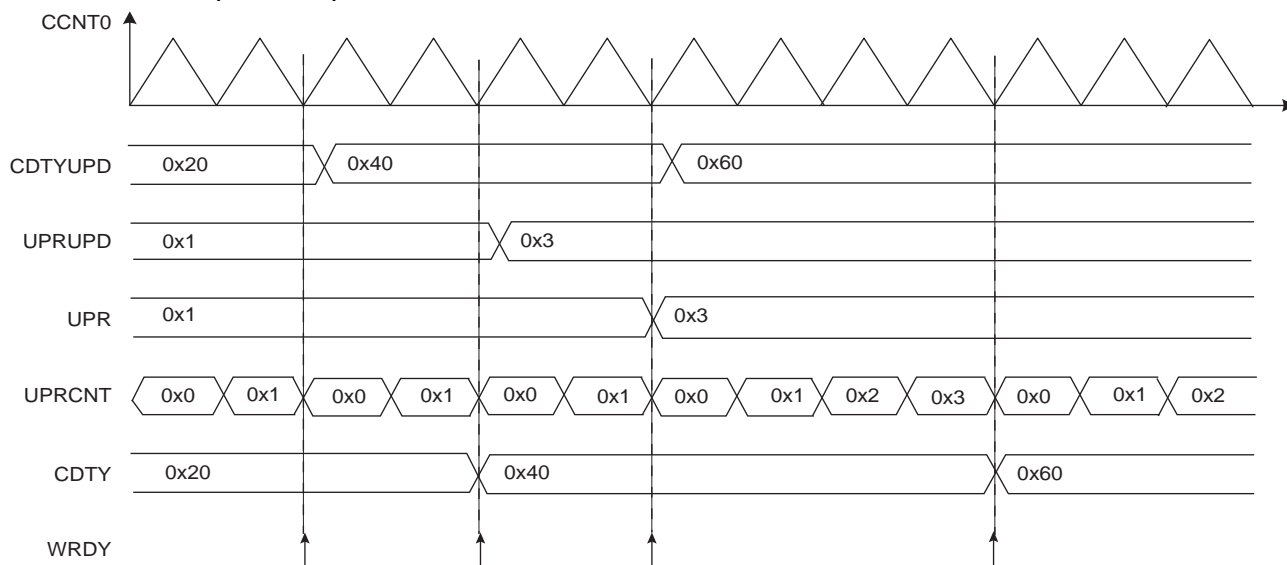 CCNT0
CDTYUPD 0x20 0x40 0x60
UPRUPD 0x1 0x3
UPR 0x1 0x3
UPRCNT 0x0 0x1 0x0 0x1 0x0 0x1 0x0 0x1 0x2 0x3 0x0 0x1 0x2
CDTY 0x20 0x40 0x60
WRDY